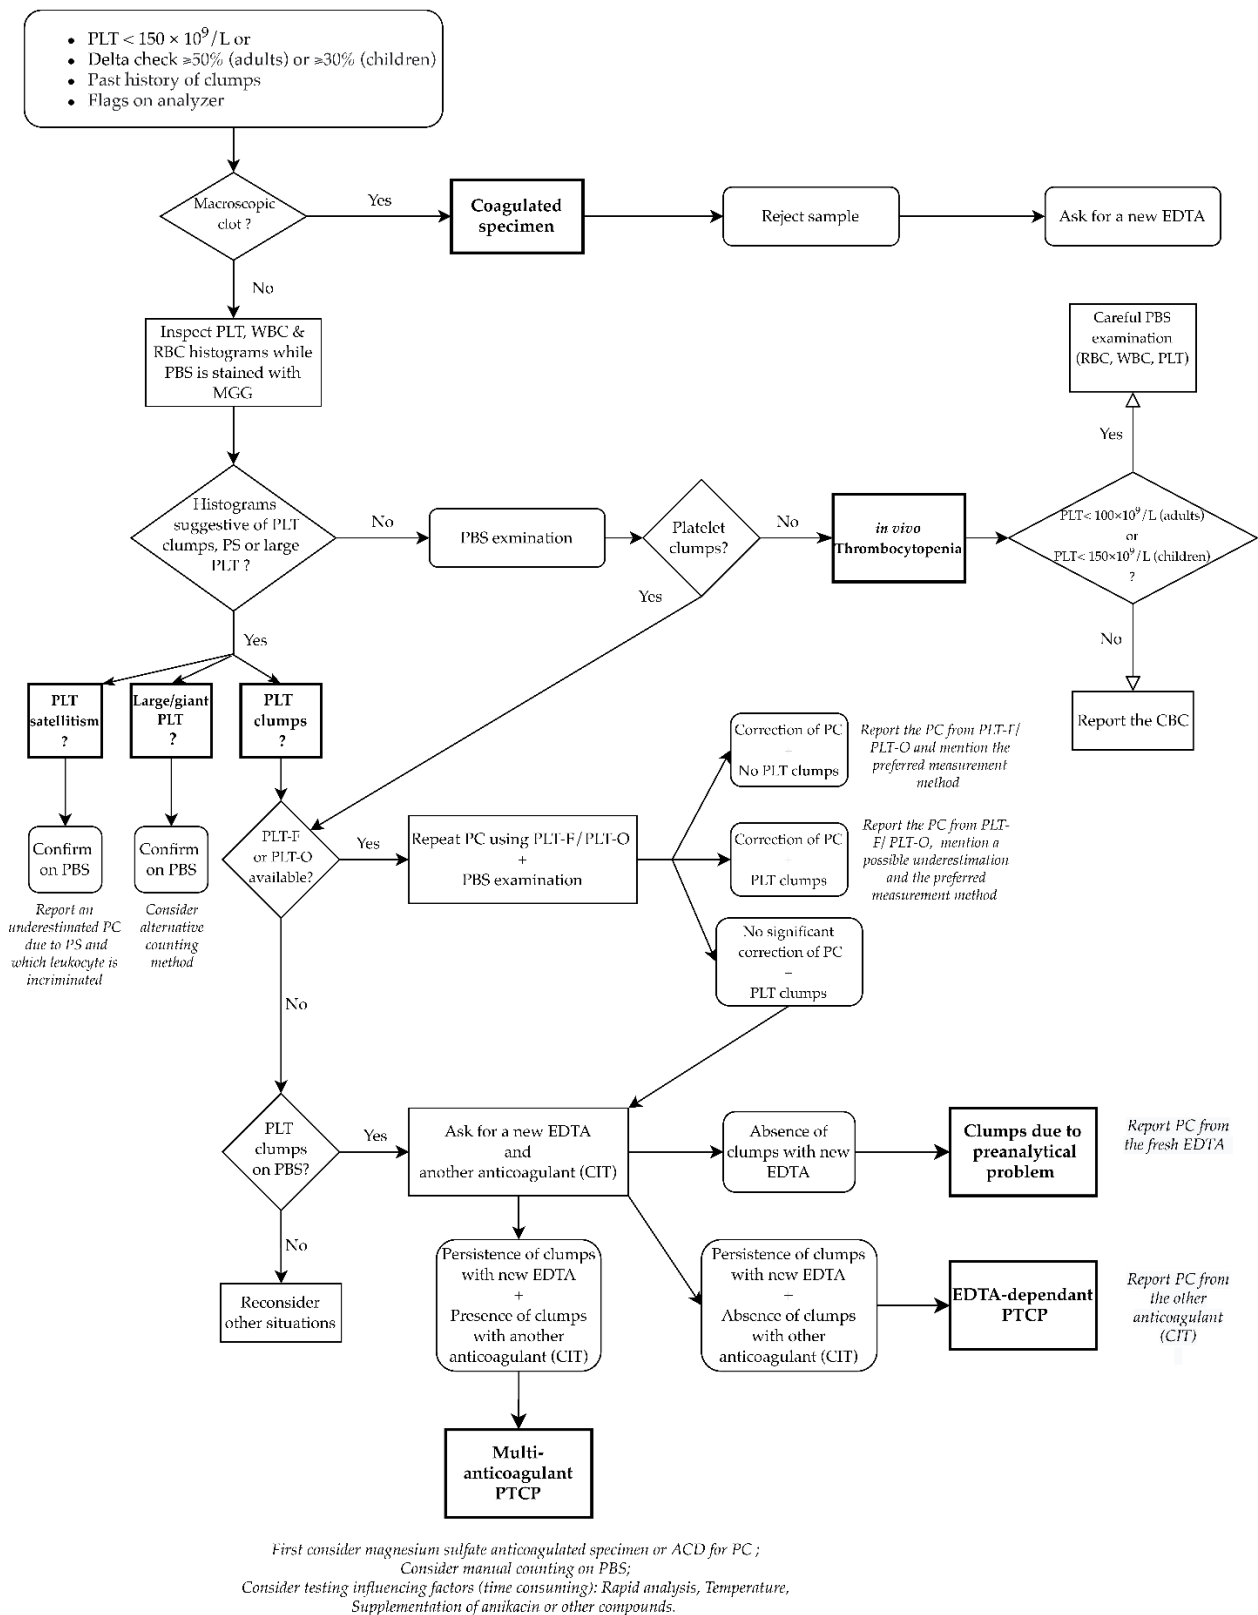 PLT < 150 × 10⁹/L or
Delta check ≥50% (adults) or ≥30% (children)
Past history of clumps
Flags on analyzer
Macroscopic
clot ?
Yes
Coagulated
specimen
Reject sample
Ask for a new EDTA
No
Inspect PLT, WBC &
RBC histograms while
PBS is stained with
MGG
Careful PBS
examination
(RBC, WBC, PLT)
Yes
Histograms
suggestive of PLT
clumps, PS or large
PLT ?
No
PBS exmination
Platelet
clumps?
No
in vivo
Thrombocytopenia
PLT< 100×10⁹/L (adults)
or
PLT< 150×10⁹/L (children)
?
Yes
No
Report the CBC
Yes
PLT
satellitism
?
Large/giant
PLT
?
PLT
clumps
?
Confirm
on PBS
Confirm
on PBS
Report an
underestimated PC
due to PS and
which leukocyte is
incriminated
Consider
alternative
counting
method
PLT-F
or PLT-O
available?
Yes
Repeat PC using PLT-F/PLT-O
+
PBS examination
Correction of PC
–
No PLT clumps
Report the PC from PLT-F/
PLT-O and mention the
preferred measurement
method
Correction of PC
+
PLT clumps
Report the PC from PLT-
F/ PLT-O, mention a
possible underestimation
and the preferred
measurement method
No significant
correction of PC
–
PLT clumps
No
PLT
clumps
on PBS?
Yes
Ask for a new EDTA
and
another anticoagulant (CIT)
Absence of
clumps with new
EDTA
Clumps due to
preanalytical
problem
Report PC from
the fresh EDTA
No
Reconsider
other situations
Persistence of clumps
with new EDTA
+
Presence of clumps
with another
anticoagulant (CIT)
Persistence of clumps
with new EDTA
+
Absence of clumps
with other
anticoagulant (CIT)
EDTA-dependant
PTCP
Report PC from
the other
anticoagulant
(CIT)
Multi-
anticoagulant
PTCP
First consider magnesium sulfate anticoagulated specimen or ACD for PC ;
Consider manual counting on PBS;
Consider testing influencing factors (time consuming): Rapid analysis, Temperature,
Supplementation of amikacin or other compounds.